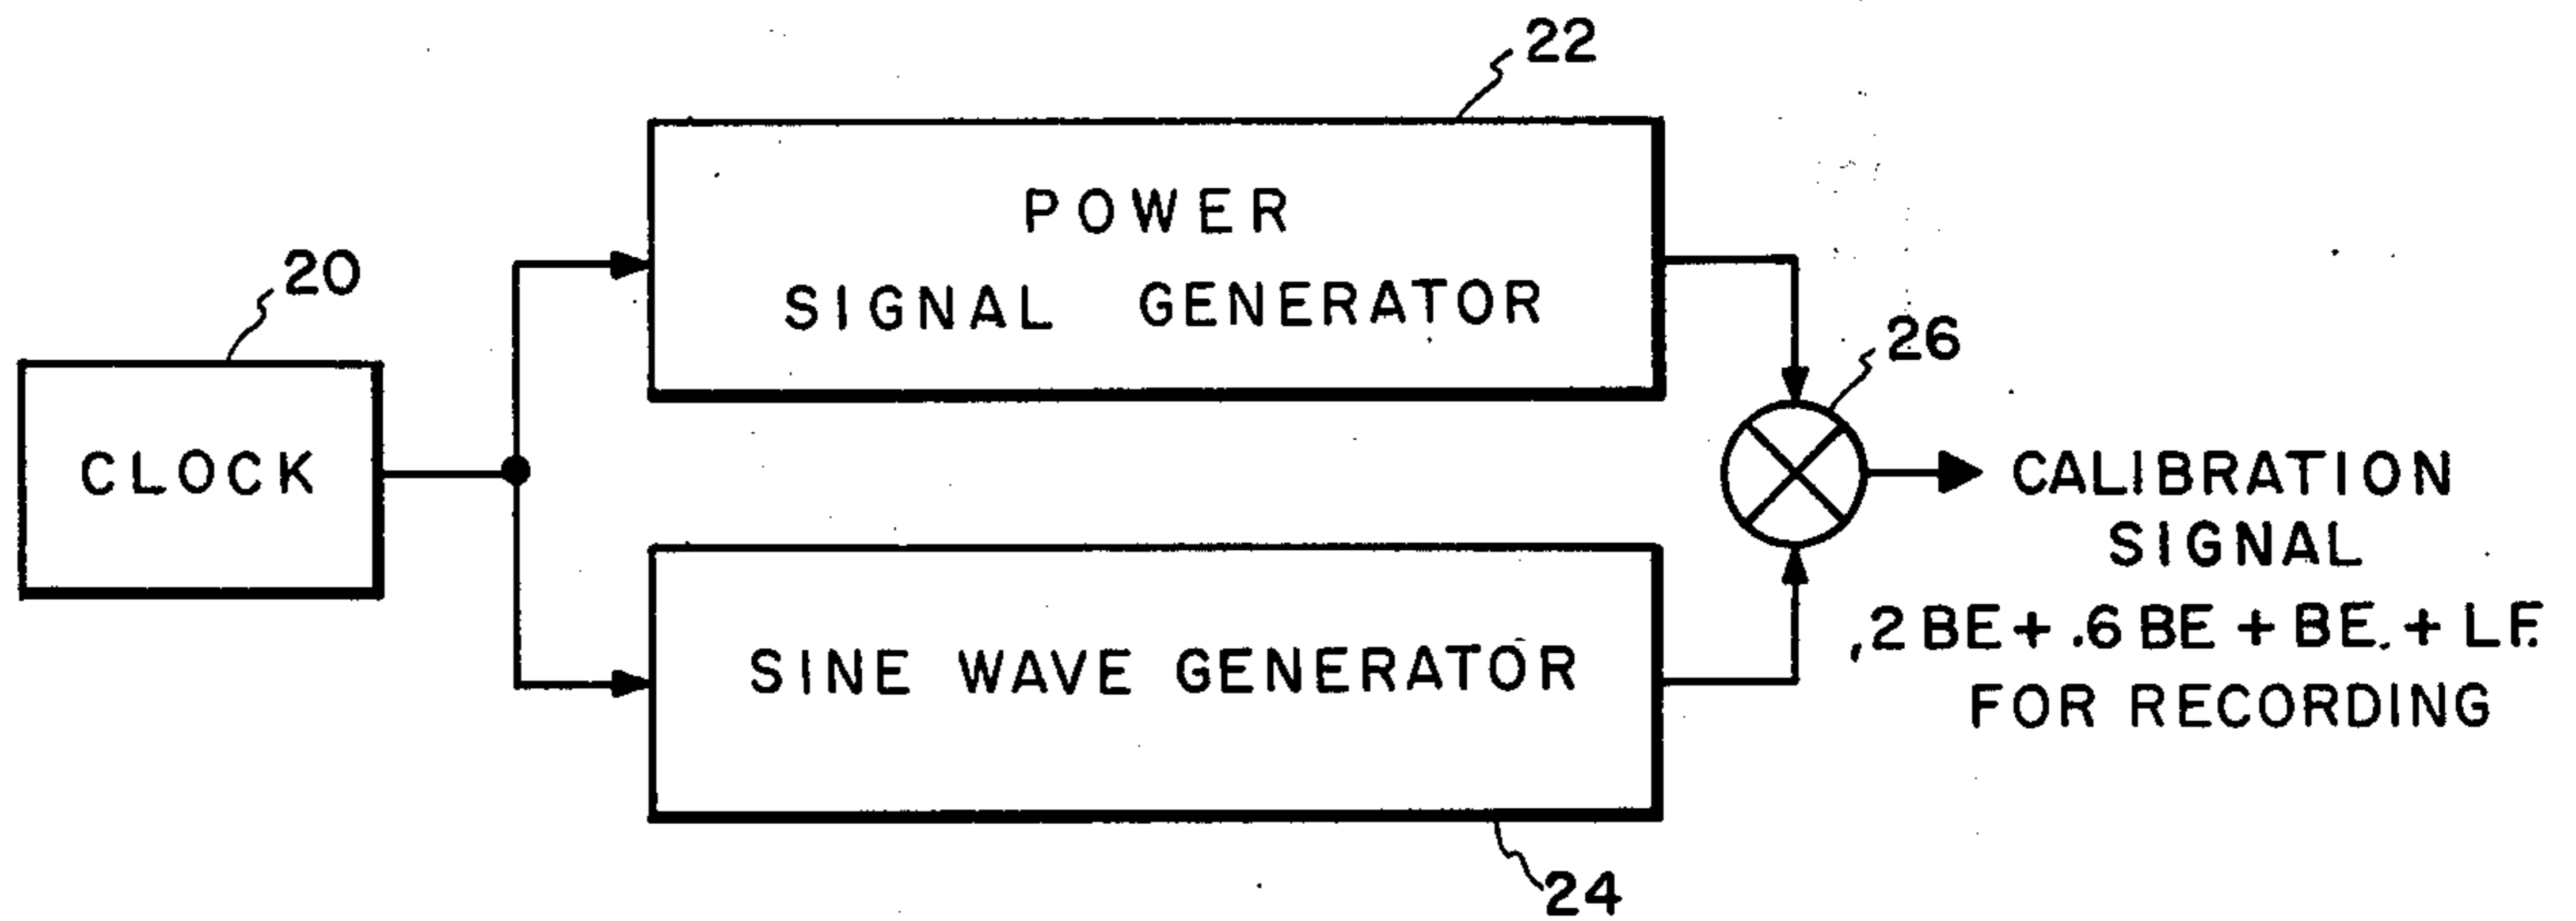 22
POWER
SIGNAL GENERATOR
20
CLOCK
26
CALIBRATION
SIGNAL
.2 BE + .6 BE + BE. + LF.
FOR RECORDING
SINE WAVE GENERATOR
24